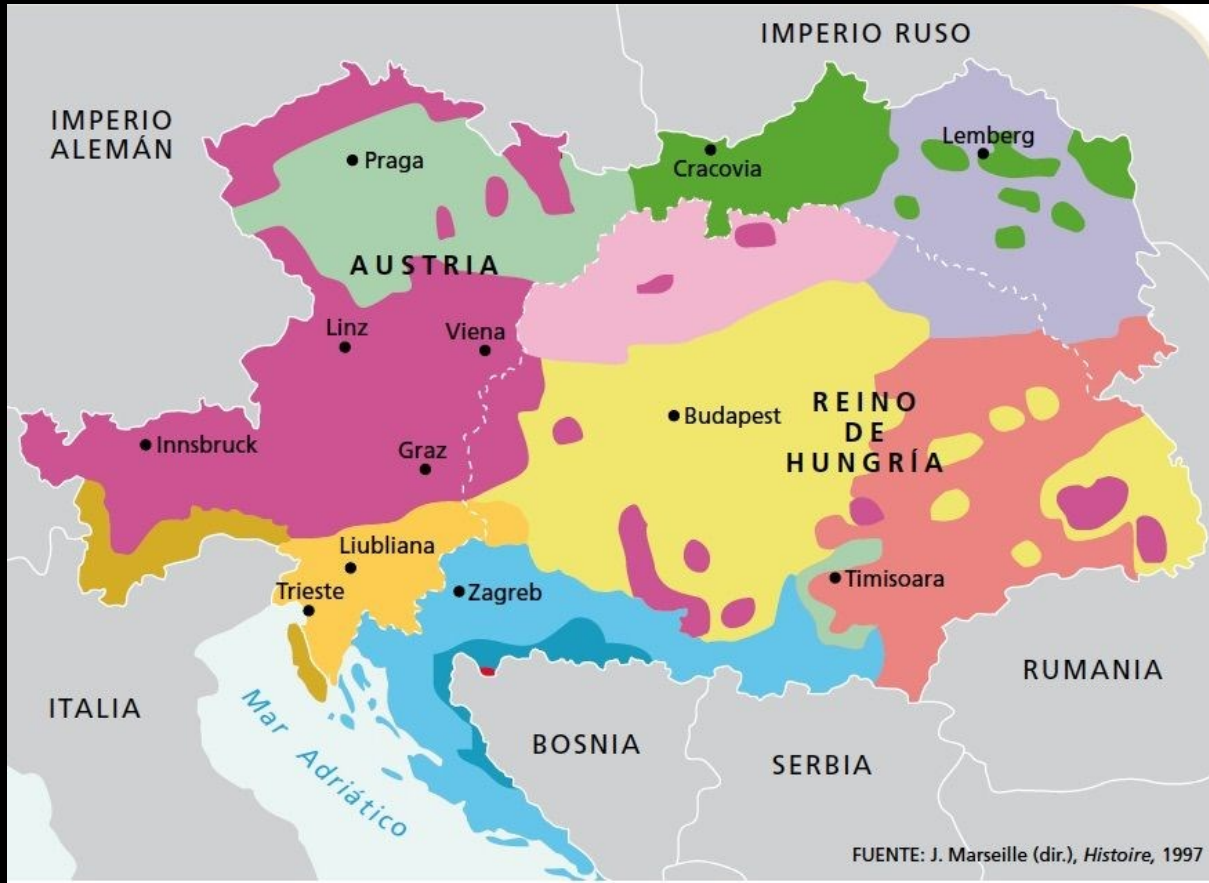 IMPERIO RUSO
IMPERIO
ALEMÁN
Praga
Cracovia
Lemberg
AUSTRIA
Linz
Viena
Innsbruck
Graz
Budapest
REINO
DE
HUNGRÍA
Liubliana
Trieste
Zagreb
Timisoara
ITALIA
Mar Adriático
BOSNIA
SERBIA
RUMANIA
FUENTE: J. Marseille (dir.), Histoire, 1997